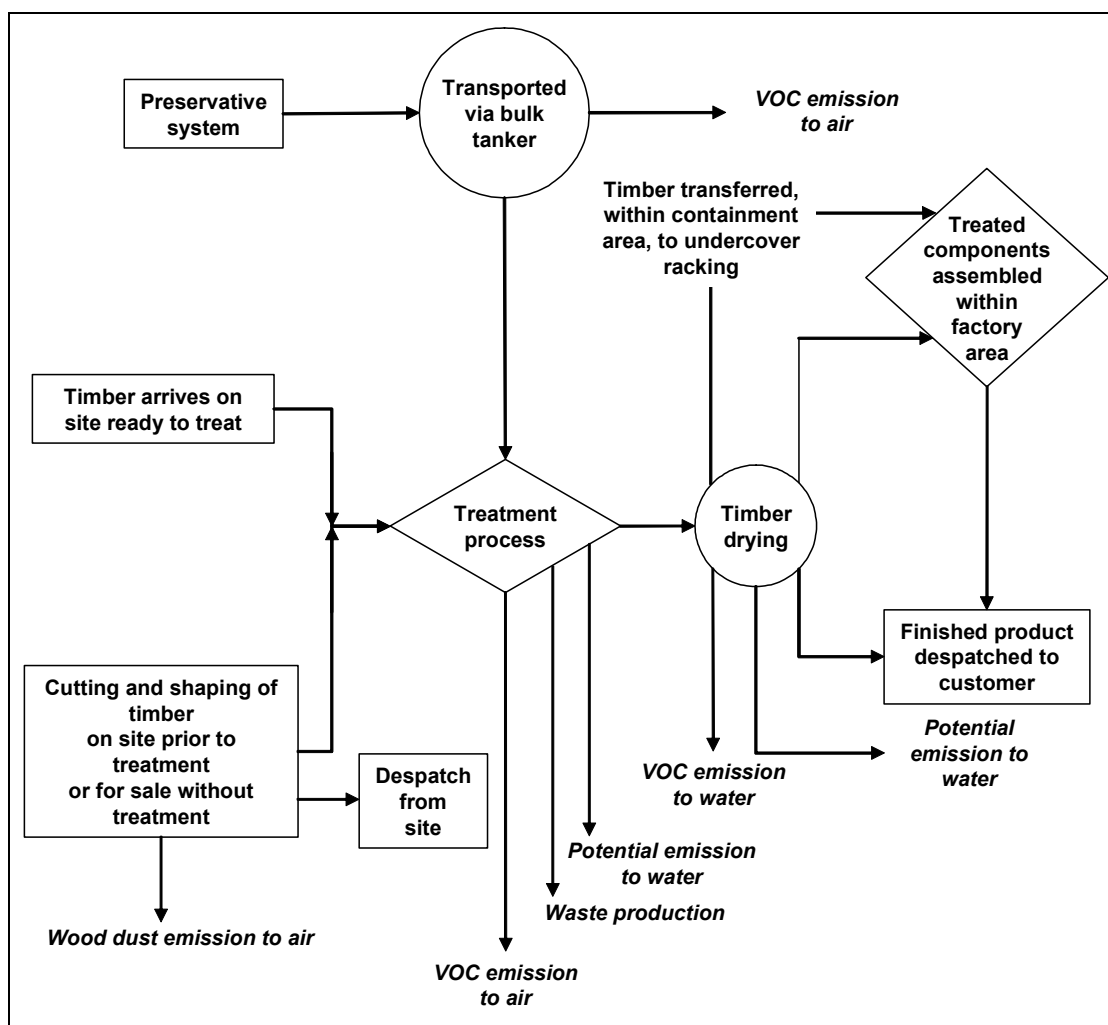 Preservative
system
Transported
via bulk
tanker
VOC emission
to air
Timber transferred,
within containment
area, to undercover
racking
Treated
components
assembled
within
factory
area
Timber arrives on
site ready to treat
Treatment
process
Timber
drying
Finished product
despatched to
customer
Cutting and shaping of
timber
on site prior to
treatment
or for sale without
treatment
Despatch
from
site
VOC emission
to water
Potential
emission to
water
Potential emission
to water
Waste production
Wood dust emission to air
VOC emission
to air